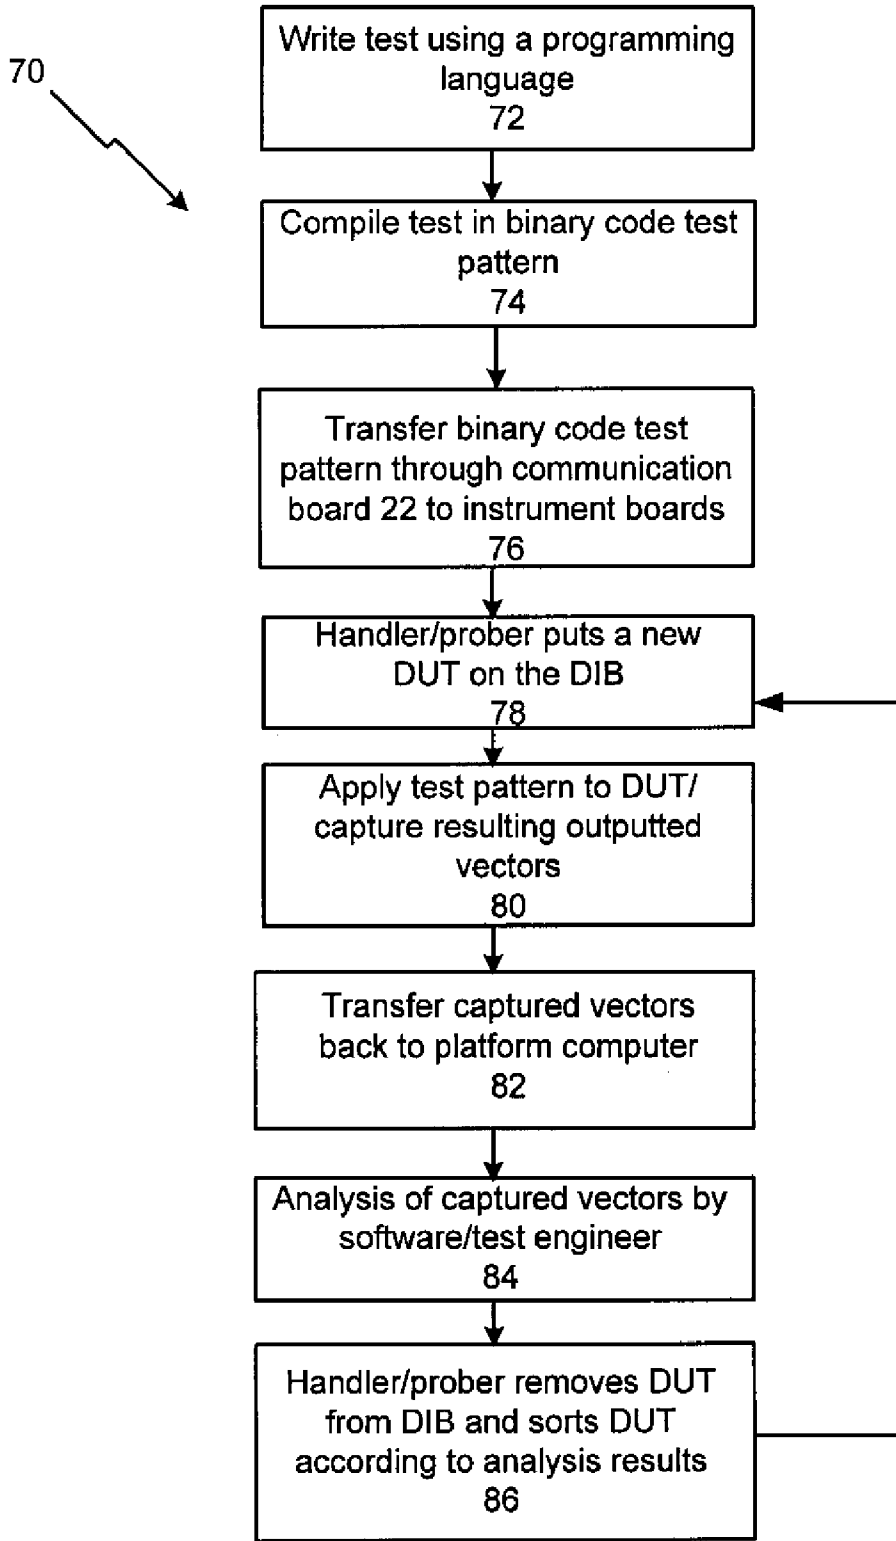 70
Write test using a programming
language
72
Compile test in binary code test
pattern
74
Transfer binary code test
pattern through communication
board 22 to instrument boards
76
Handler/prober puts a new
DUT on the DIB
78
Apply test pattern to DUT/
capture resulting outputted
vectors
80
Transfer captured vectors
back to platform computer
82
Analysis of captured vectors by
software/test engineer
84
Handler/prober removes DUT
from DIB and sorts DUT
according to analysis results
86